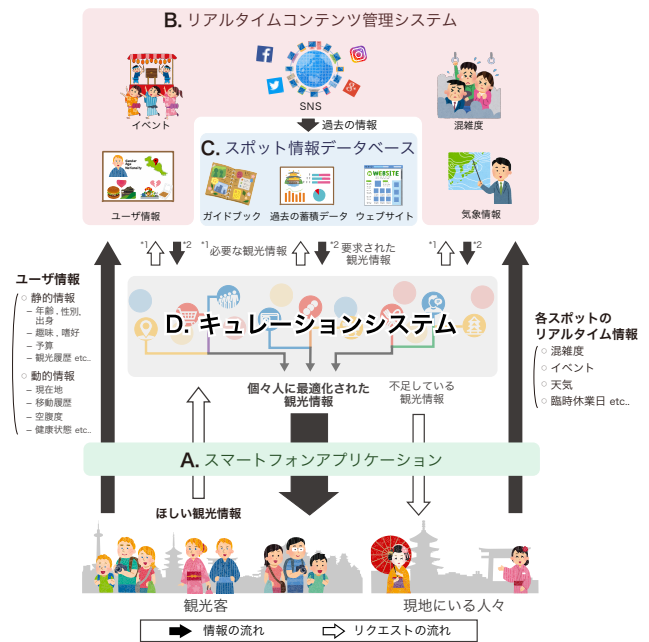 B. リアルタイムコンテンツ管理システム
イベント
SNS
混雑度
過去の情報
C. スポット情報データベース
Gender
Age
Nationality
WEBSITE
ユーザ情報
ガイドブック
過去の蓄積データ
ウェブサイト
気象情報
*1
*2
*1必要な観光情報
*2要求された
観光情報
*1
*2
ユーザ情報
○ 静的情報
– 年齢 , 性別,
出身
– 趣味 , 嗜好
– 予算
– 観光履歴 etc..
○ 動的情報
– 現在地
– 移動履歴
– 空腹度
– 健康状態 etc..
D. キュレーションシステム
各スポットの
リアルタイム情報
○ 混雑度
○ イベント
○ 天気
○ 臨時休業日 etc..
個々人に最適化された
観光情報
不足している
観光情報
A. スマートフォンアプリケーション
ほしい観光情報
観光客
現地にいる人々
情報の流れ
リクエストの流れ